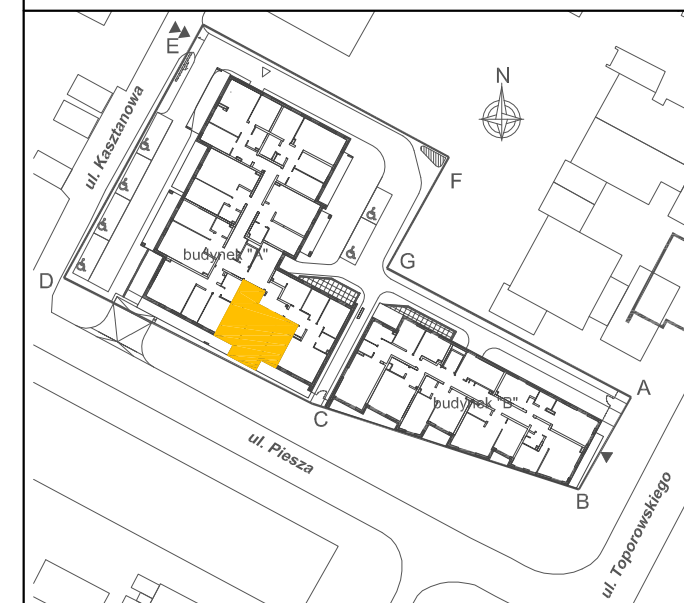 E
N
ul. Kasztanowa
F
budynek "A"
G
D
A
budynek "B"
C
ul. Piesza
B
ul. Toporowskiego